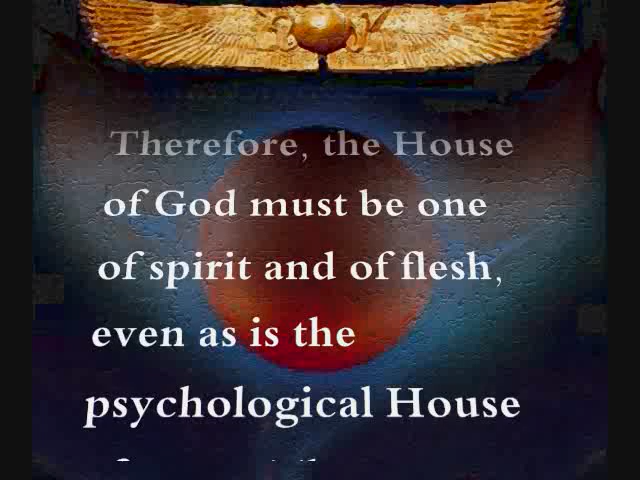 Therefore, the House
of God must be one
of spirit and of flesh,
even as is the
psychological House